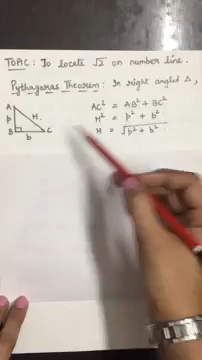 TOPIC : To locate √2 on number line.
Pythagoras Theorem : In right angled △,
A
P
H
B
b
C
AC² = AB² + BC²
H² = p² + b²
H = √p² + b²